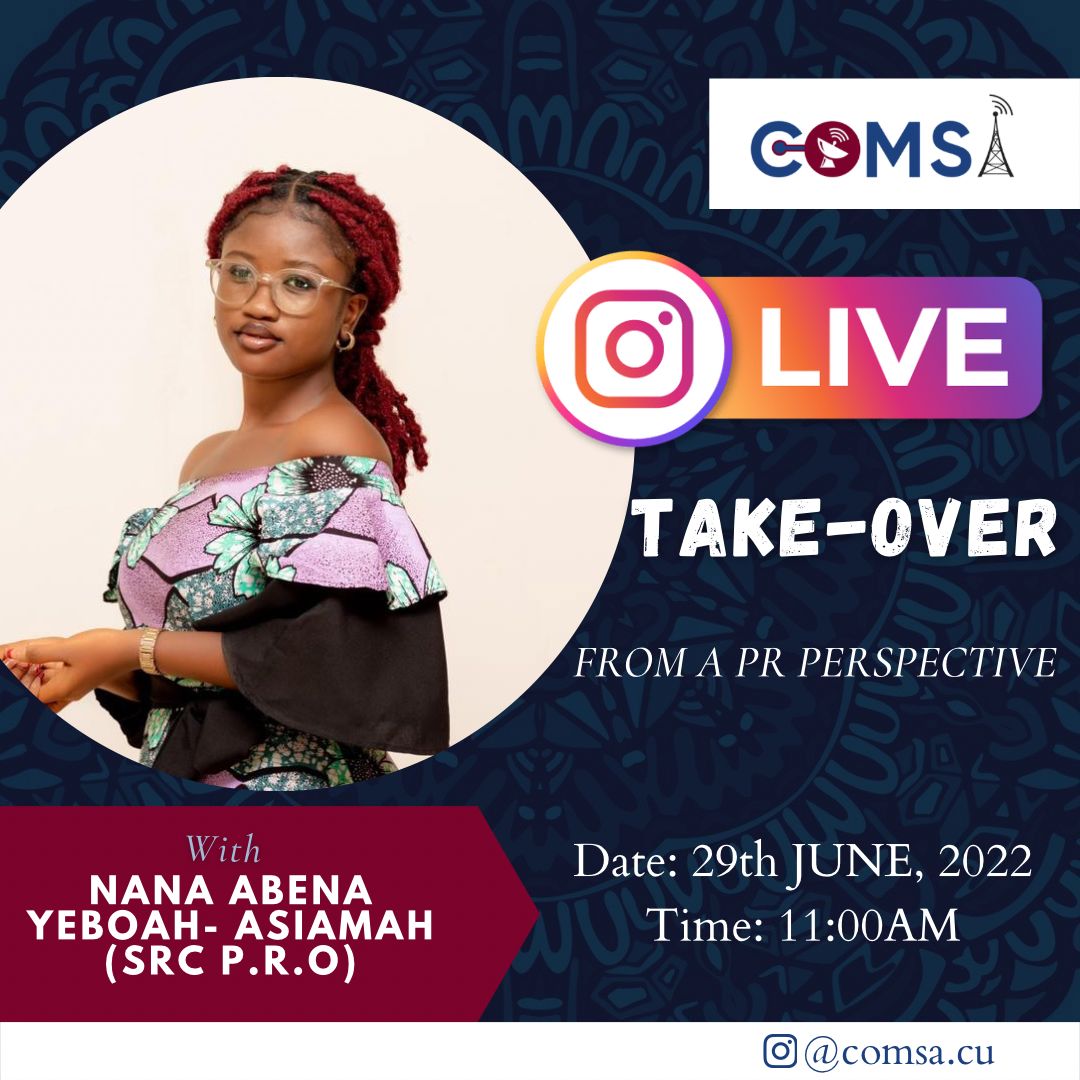 COMSA
LIVE
TAKE-OVER
FROM A PR PERSPECTIVE
With
NANA ABENA
YEBOAH- ASIAMAH
(SRC P.R.O)
Date: 29th JUNE, 2022
Time: 11:00AM
@comsa.cu